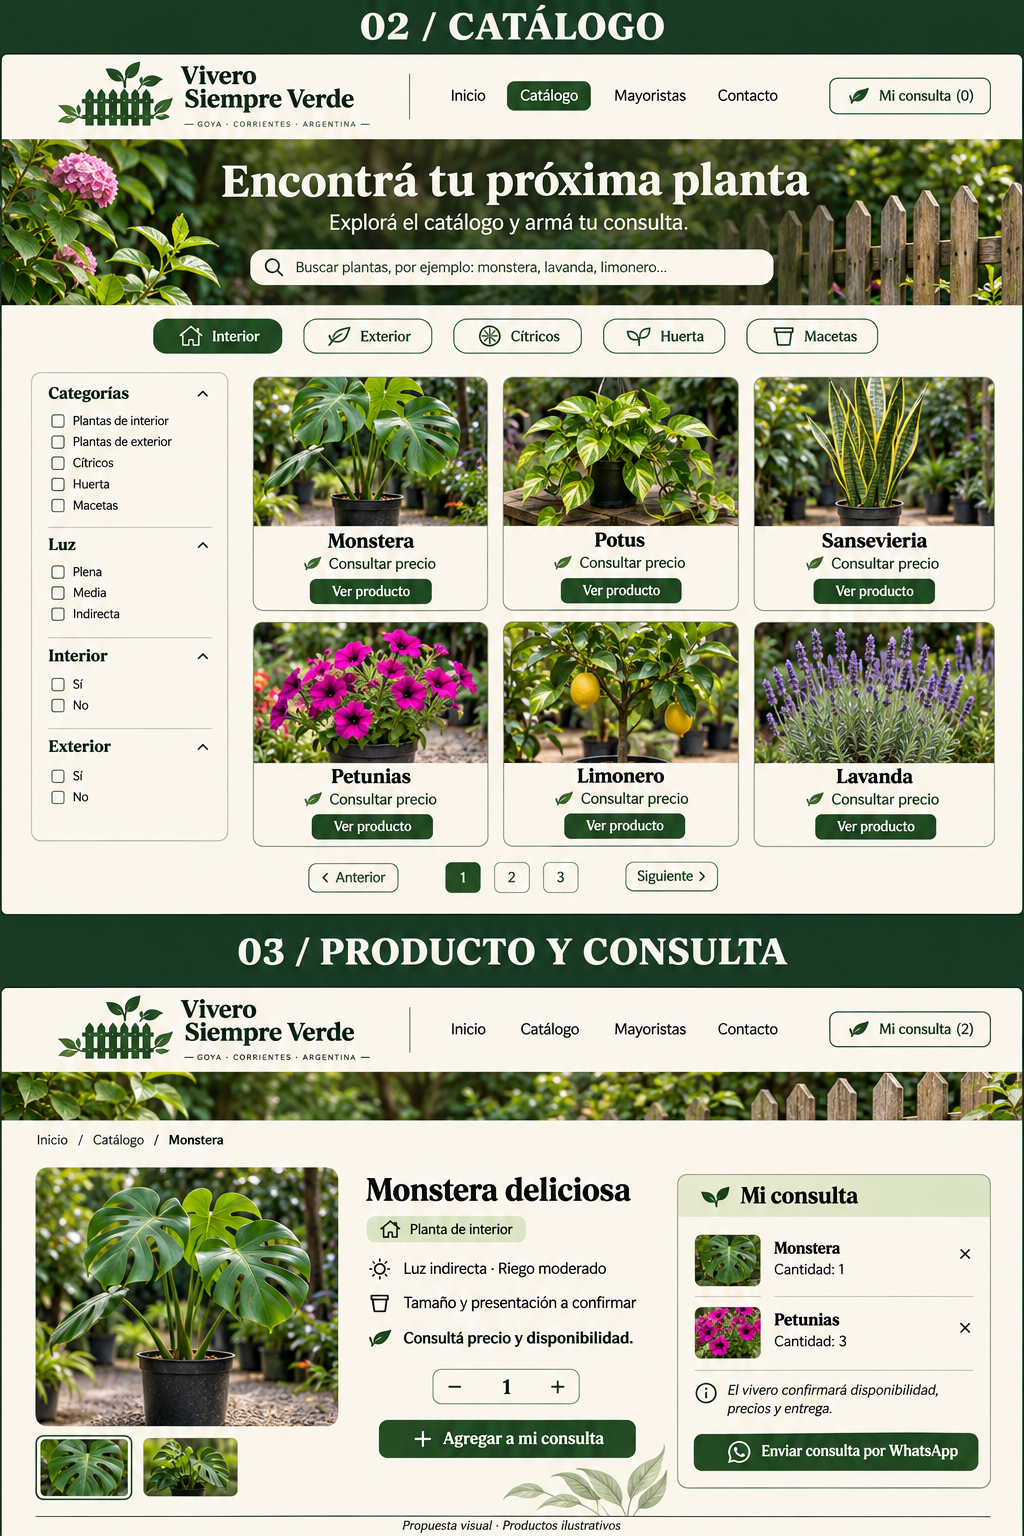 02 / CATÁLOGO
Vivero
Siempre Verde
GOYA · CORRIENTES · ARGENTINA
Inicio
Catálogo
Mayoristas
Contacto
Mi consulta (0)
Encontrá tu próxima planta
Explorá el catálogo y armá tu consulta.
Buscar plantas, por ejemplo: monstera, lavanda, limonero...
Interior
Exterior
Cítricos
Huerta
Macetas
Categorías
Plantas de interior
Plantas de exterior
Cítricos
Huerta
Macetas
Luz
Plena
Media
Indirecta
Interior
Sí
No
Exterior
Sí
No
Monstera
Consultar precio
Ver producto
Potus
Consultar precio
Ver producto
Sansevieria
Consultar precio
Ver producto
Petunias
Consultar precio
Ver producto
Limonero
Consultar precio
Ver producto
Lavanda
Consultar precio
Ver producto
Anterior
1
2
3
Siguiente
03 / PRODUCTO Y CONSULTA
Vivero
Siempre Verde
GOYA · CORRIENTES · ARGENTINA
Inicio
Catálogo
Mayoristas
Contacto
Mi consulta (2)
Inicio / Catálogo / Monstera
Monstera deliciosa
Planta de interior
Luz indirecta · Riego moderado
Tamaño y presentación a confirmar
Consultá precio y disponibilidad.
− 1 +
+ Agregar a mi consulta
Mi consulta
Monstera
Cantidad: 1
Petunias
Cantidad: 3
El vivero confirmará disponibilidad,
precios y entrega.
Enviar consulta por WhatsApp
Propuesta visual · Productos ilustrativos